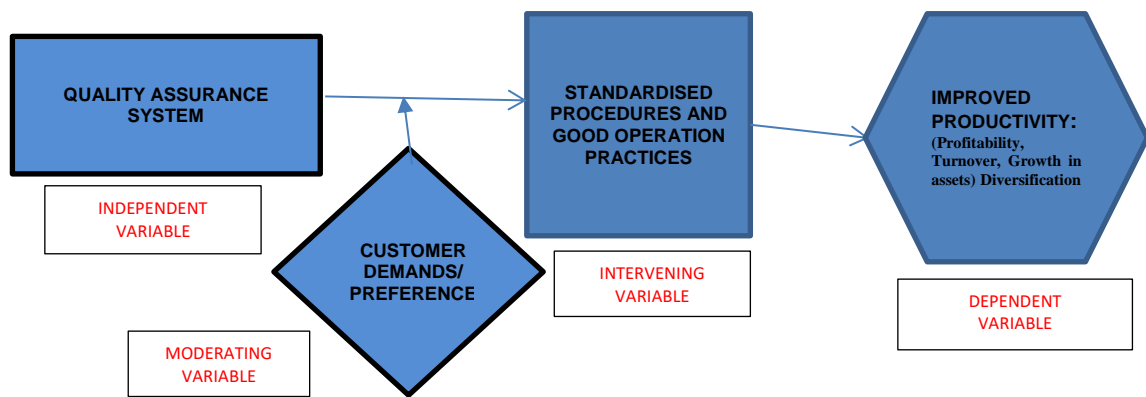 QUALITY ASSURANCE
SYSTEM
INDEPENDENT
VARIABLE
CUSTOMER
DEMANDS/
PREFERENCE
MODERATING
VARIABLE
STANDARDISED
PROCEDURES AND
GOOD OPERATION
PRACTICES
INTERVENING
VARIABLE
IMPROVED
PRODUCTIVITY:
(Profitability,
Turnover, Growth in
assets) Diversification
DEPENDENT
VARIABLE